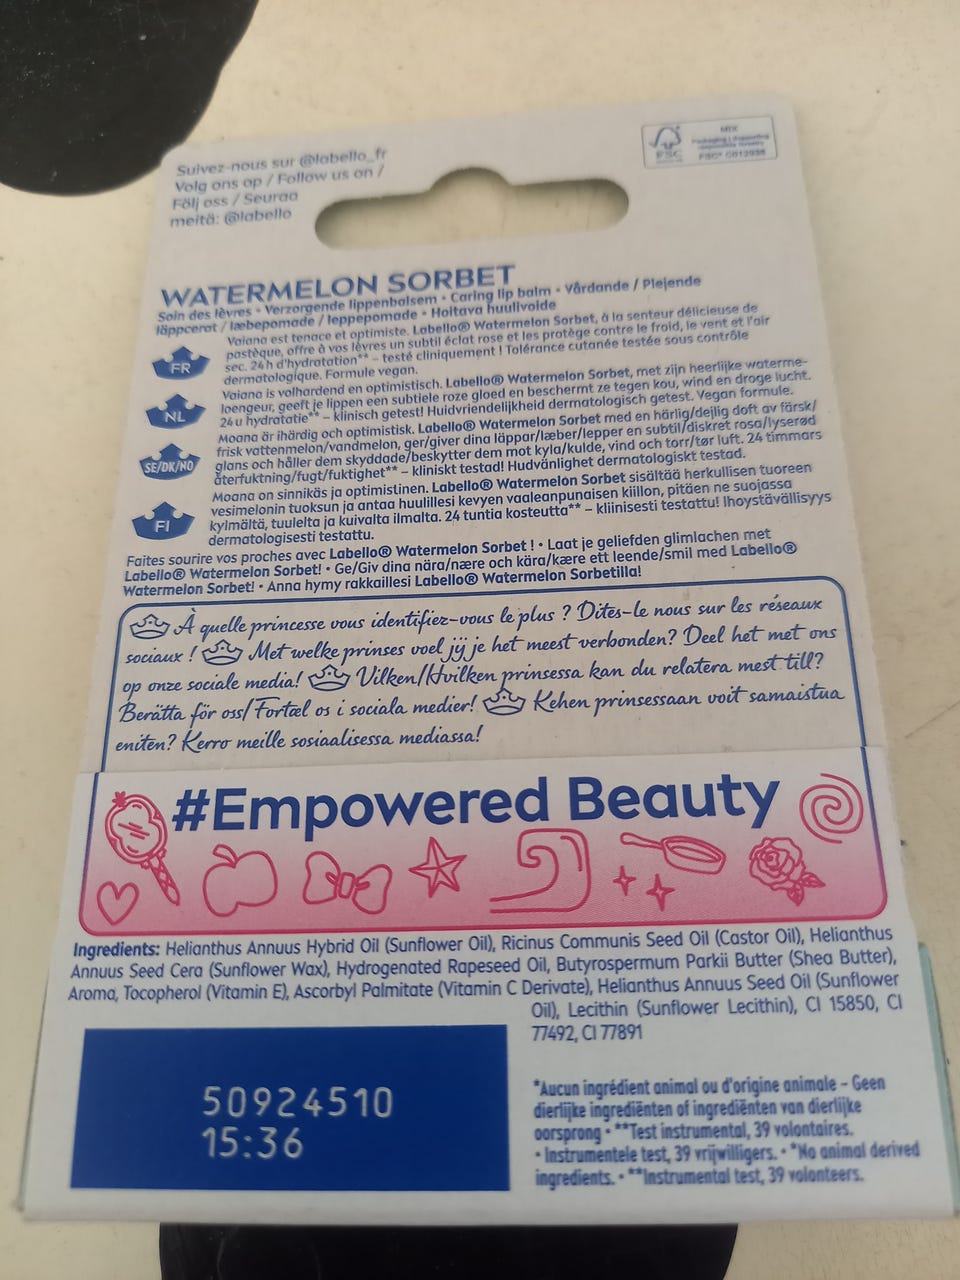 Suivez-nous sur @labello_fr
Volg ons op / Follow us on /
Följ oss / Seuraa
meitä: @labello
FSC
MIX
Packaging | Supporting
responsible forestry
FSC® C012938
WATERMELON SORBET
Soin des lèvres • Verzorgende lippenbalsem • Caring lip balm • Vårdande / Plejende
läppcerat / læbepomade / leppepomade • Hoitava huulivoide
FR
Vaiana est tenace et optimiste. Labello® Watermelon Sorbet, à la senteur délicieuse de
pastèque, offre à vos lèvres un subtil éclat rose et les protège contre le froid, le vent et l'air
sec. 24 h d'hydratation** – testé cliniquement ! Tolérance cutanée testée sous contrôle
dermatologique. Formule vegan.
NL
Vaiana is volhardend en optimistisch. Labello® Watermelon Sorbet, met zijn heerlijke waterme-
loengeur, geeft je lippen een subtiele roze gloed en beschermt ze tegen kou, wind en droge lucht.
24 u hydratatie** – klinisch getest! Huidvriendelijkheid dermatologisch getest. Vegan formule.
SE/DK/NO
Moana är ihärdig och optimistisk. Labello® Watermelon Sorbet med en härlig/dejlig doft av färsk/
frisk vattenmelon/vandmelon, ger/giver dina läppar/læber/lepper en subtil/diskret rosa/lyserød
glans och håller dem skyddade/beskytter dem mot kyla/kulde, vind och torr/tør luft. 24 timmars
återfuktning/fugt/fuktighet** – kliniskt testad! Hudvänlighet dermatologiskt testad.
FI
Moana on sinnikäs ja optimistinen. Labello® Watermelon Sorbet sisältää herkullisen tuoreen
vesimelonin tuoksun ja antaa huulillesi kevyen vaaleanpunaisen kiillon, pitäen ne suojassa
kylmältä, tuulelta ja kuivalta ilmalta. 24 tuntia kosteutta** – kliinisesti testattu! Ihoystävällisyys
dermatologisesti testattu.
Faites sourire vos proches avec Labello® Watermelon Sorbet ! • Laat je geliefden glimlachen met
Labello® Watermelon Sorbet! • Ge/Giv dina nära/nære och kära/kære ett leende/smil med Labello®
Watermelon Sorbet! • Anna hymy rakkaillesi Labello® Watermelon Sorbetilla!
À quelle princesse vous identifiez-vous le plus ? Dites-le nous sur les réseaux
sociaux ! Met welke prinses voel jij je het meest verbonden? Deel het met ons
op onze sociale media! Vilken/Hvilken prinsessa kan du relatera mest till?
Berätta för oss/ Fortæl os i sociala medier! Kehen prinsessaan voit samaistua
eniten? Kerro meille sosiaalisessa mediassa!
#Empowered Beauty
Ingredients: Helianthus Annuus Hybrid Oil (Sunflower Oil), Ricinus Communis Seed Oil (Castor Oil), Helianthus
Annuus Seed Cera (Sunflower Wax), Hydrogenated Rapeseed Oil, Butyrospermum Parkii Butter (Shea Butter),
Aroma, Tocopherol (Vitamin E), Ascorbyl Palmitate (Vitamin C Derivate), Helianthus Annuus Seed Oil (Sunflower
Oil), Lecithin (Sunflower Lecithin), CI 15850, CI
77492, CI 77891
50924510
15:36
*Aucun ingrédient animal ou d'origine animale – Geen
dierlijke ingrediënten of ingrediënten van dierlijke
oorsprong • **Test instrumental, 39 volontaires.
• Instrumentele test, 39 vrijwilligers. • *No animal derived
ingredients. • **Instrumental test, 39 volonteers.